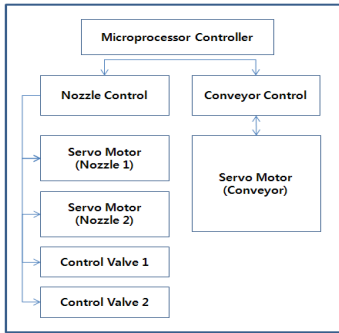 Microprocessor Controller
Nozzle Control
Conveyor Control
Servo Motor
(Nozzle 1)
Servo Motor
(Conveyor)
Servo Motor
(Nozzle 2)
Control Valve 1
Control Valve 2